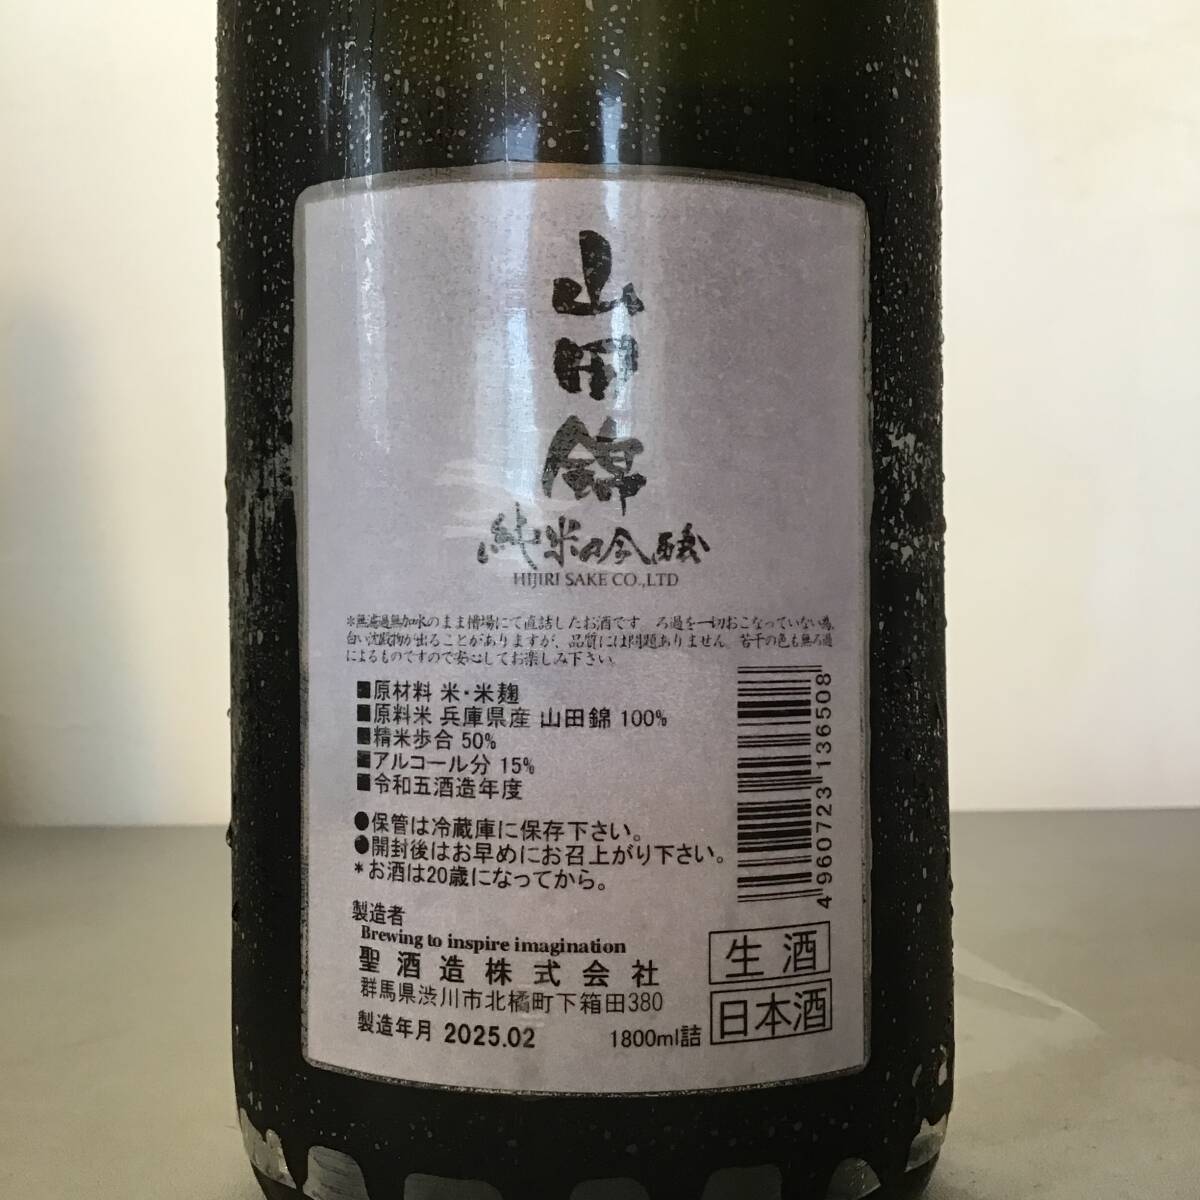 山田錦
純米吟醸
HIJIRI SAKE CO.,LTD
*無濾過無加水のまま槽場にて直詰したお酒です。ろ過を一切おこなっていない為、
白い沈殿物が出ることがありますが、品質には問題ありません。若干の色も無ろ過
によるものですので安心してお楽しみ下さい。
■原材料 米・米麹
■原料米 兵庫県産 山田錦 100%
■精米歩合 50%
■アルコール分 15%
■令和五酒造年度
●保管は冷蔵庫に保存下さい。
●開封後はお早めにお召上がり下さい。
*お酒は20歳になってから。
4 960723 136508
製造者
Brewing to inspire imagination
聖酒造株式会社
群馬県渋川市北橘町下箱田380
製造年月 2025.02
1800ml詰
生酒
日本酒